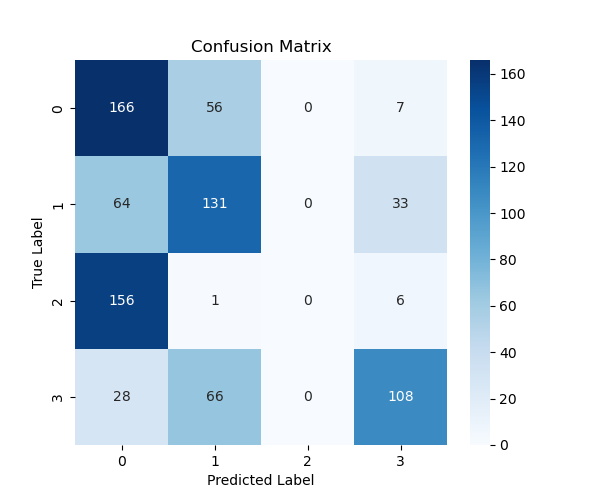 Confusion Matrix
True Label
0 166 56 0 7
1 64 131 0 33
2 156 1 0 6
3 28 66 0 108
0 1 2 3
Predicted Label
160
140
120
100
80
60
40
20
0